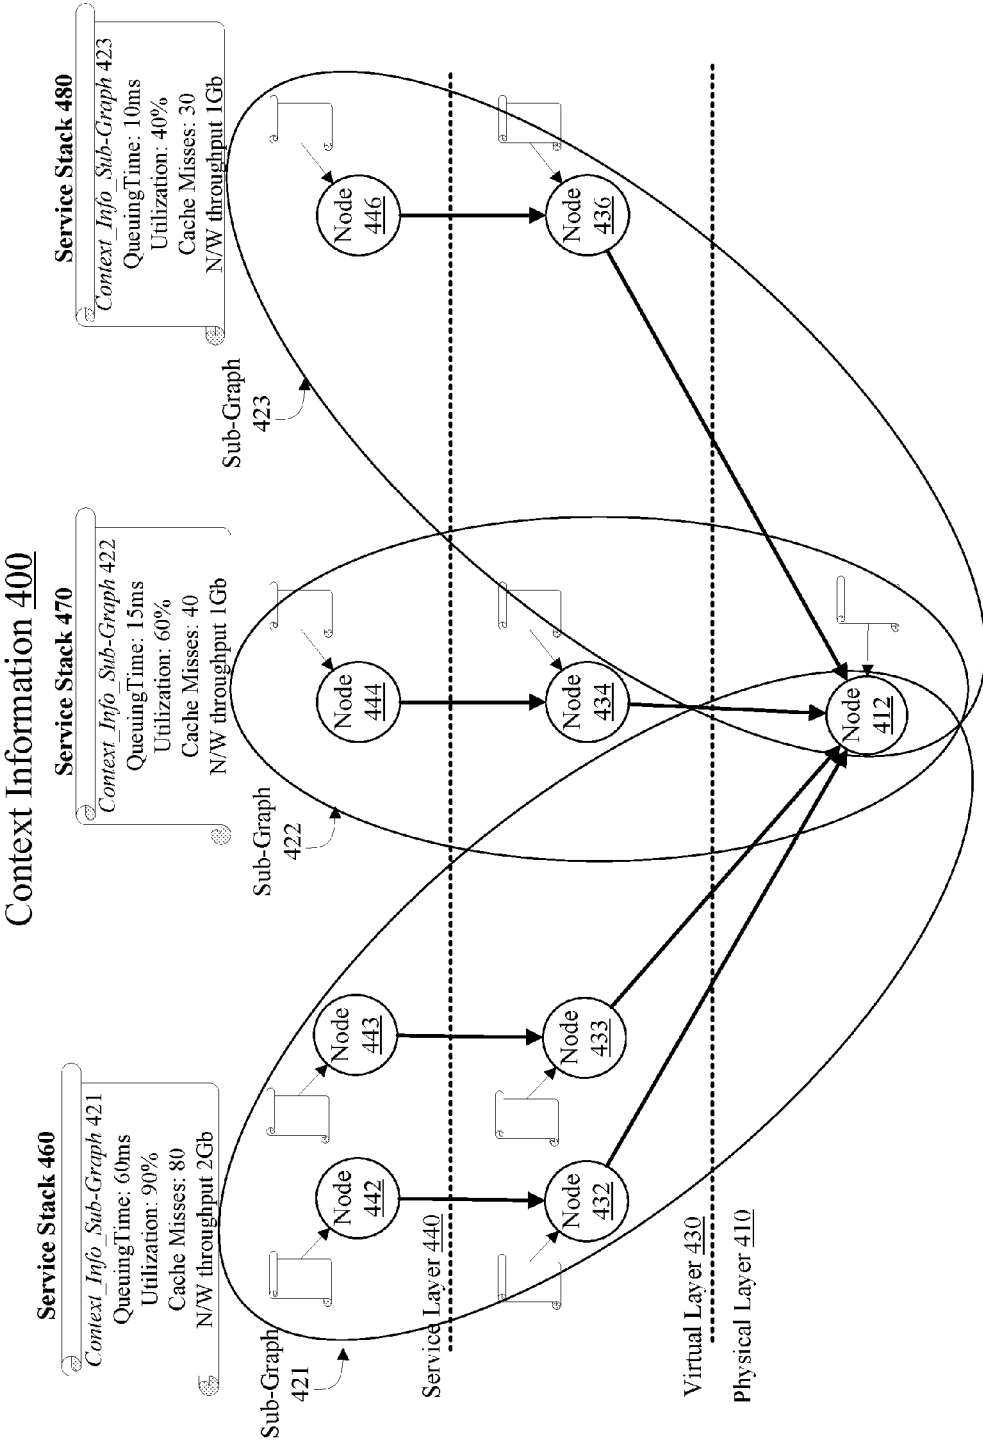 Context Information 400
Service Stack 460
Context_Info_Sub-Graph 421
QueuingTime: 60ms
Utilization: 90%
Cache Misses: 80
N/W throughput 2Gb
Service Stack 470
Context_Info_Sub-Graph 422
QueuingTime: 15ms
Utilization: 60%
Cache Misses: 40
N/W throughput 1Gb
Service Stack 480
Context_Info_Sub-Graph 423
QueuingTime: 10ms
Utilization: 40%
Cache Misses: 30
N/W throughput 1Gb
Sub-Graph
421
Sub-Graph
422
Sub-Graph
423
Node
442
Node
443
Node
444
Node
446
Service Layer 440
Node
432
Node
433
Node
434
Node
436
Virtual Layer 430
Physical Layer 410
Node
412